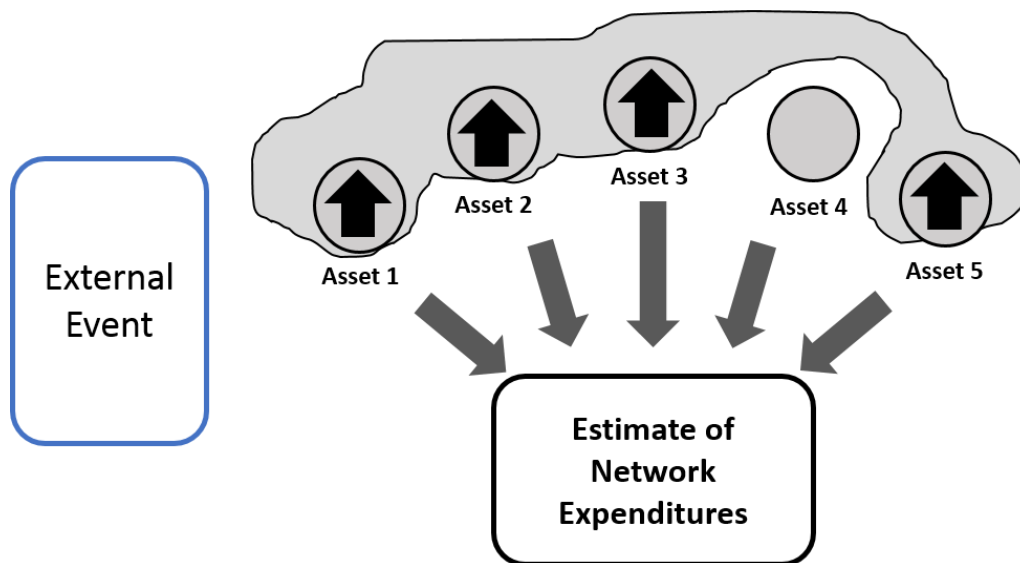 Asset 1
Asset 2
Asset 3
Asset 4
Asset 5
External
Event
Estimate of
Network
Expenditures